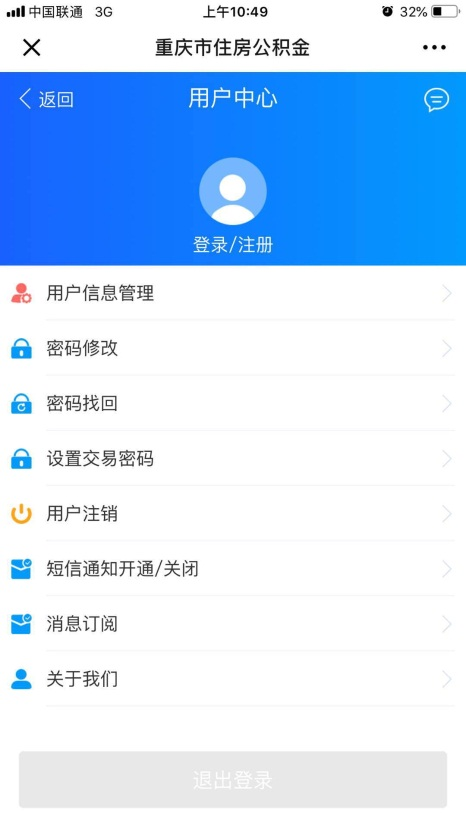 中国联通 3G 上午10:49 32%
重庆市住房公积金
返回 用户中心
登录/注册
用户信息管理
密码修改
密码找回
设置交易密码
用户注销
短信通知开通/关闭
消息订阅
关于我们
退出登录